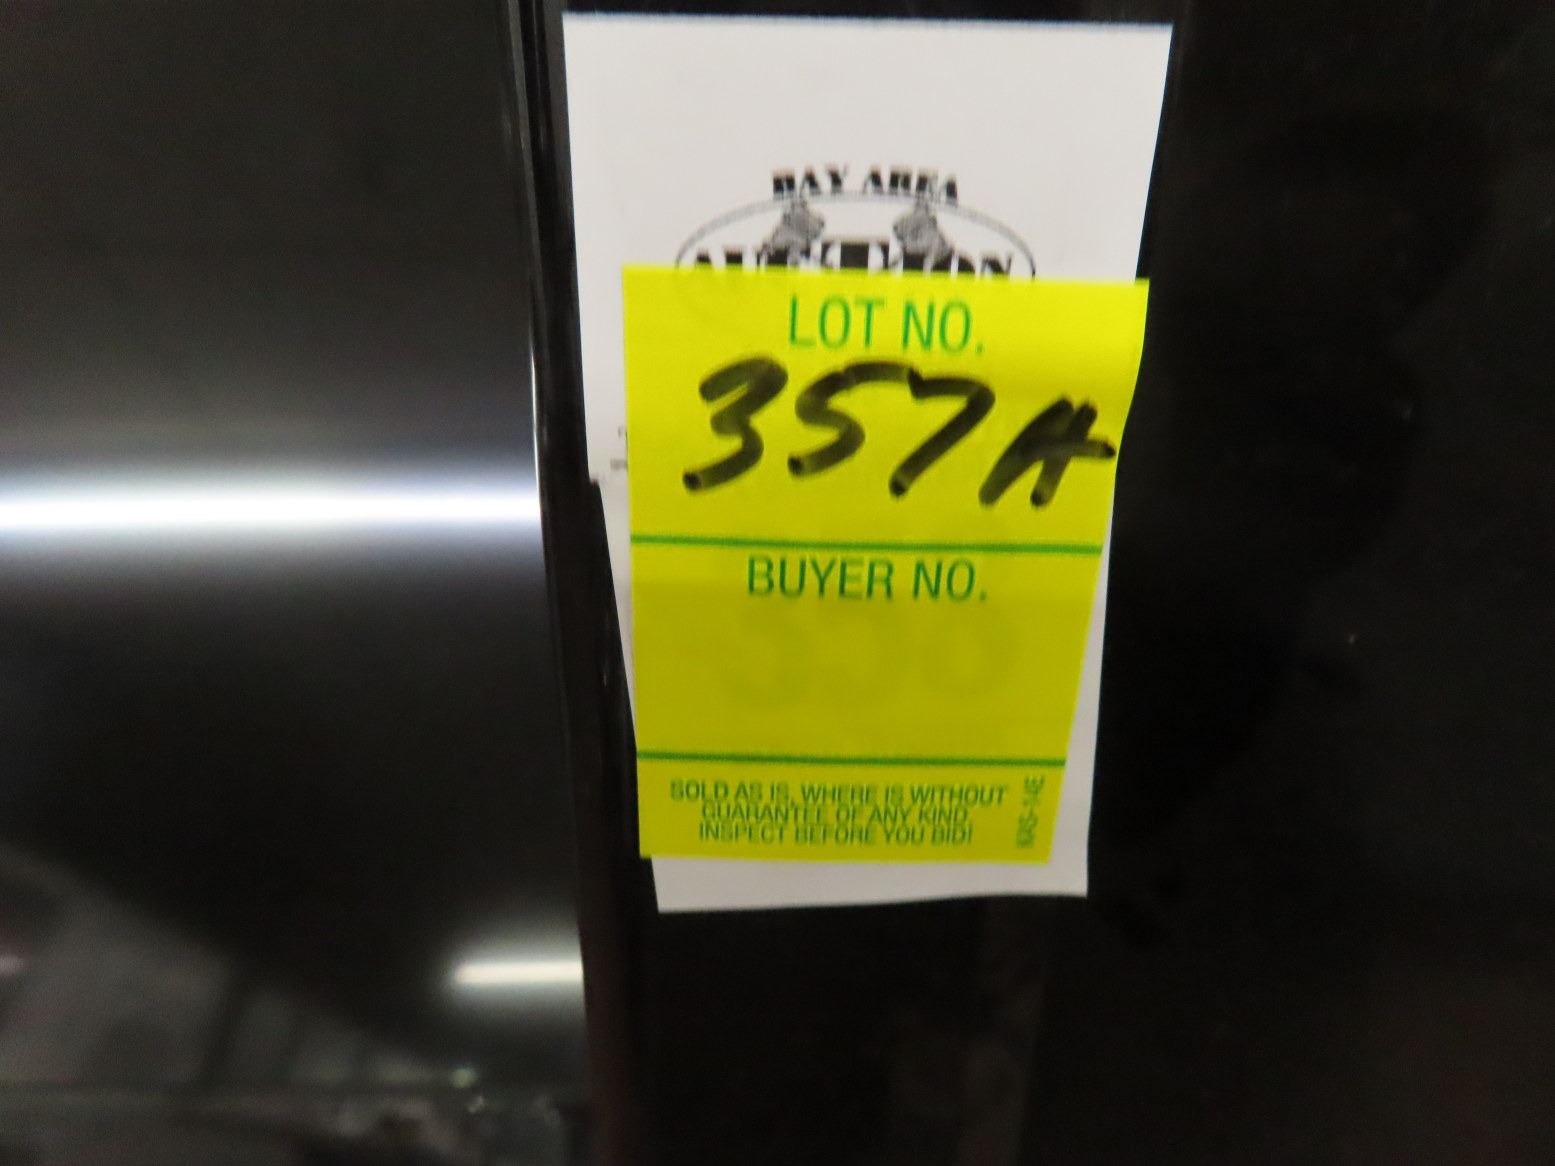 BAY AREA
AUCTION
LOT NO.
357A
BUYER NO.
SOLD AS IS, WHERE IS WITHOUT
GUARANTEE OF ANY KIND.
INSPECT BEFORE YOU BID!